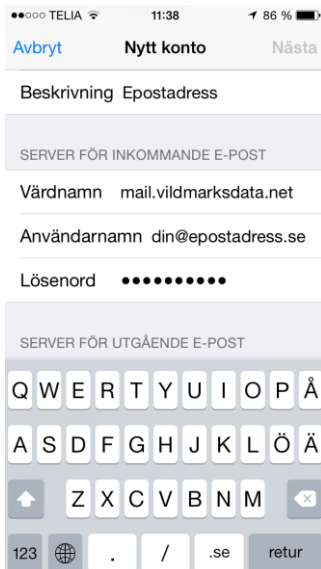 TELIA 11:38 86 %
Avbryt Nytt konto Nästa
Beskrivning Epostadress
SERVER FÖR INKOMMANDE E-POST
Värdnamn mail.vildmarksdata.net
Användarnamn din@epostadress.se
Lösenord ●●●●●●●●●●
SERVER FÖR UTGÅENDE E-POST
Q W E R T Y U I O P Å
A S D F G H J K L Ö Ä
Z X C V B N M
123 . / .se retur